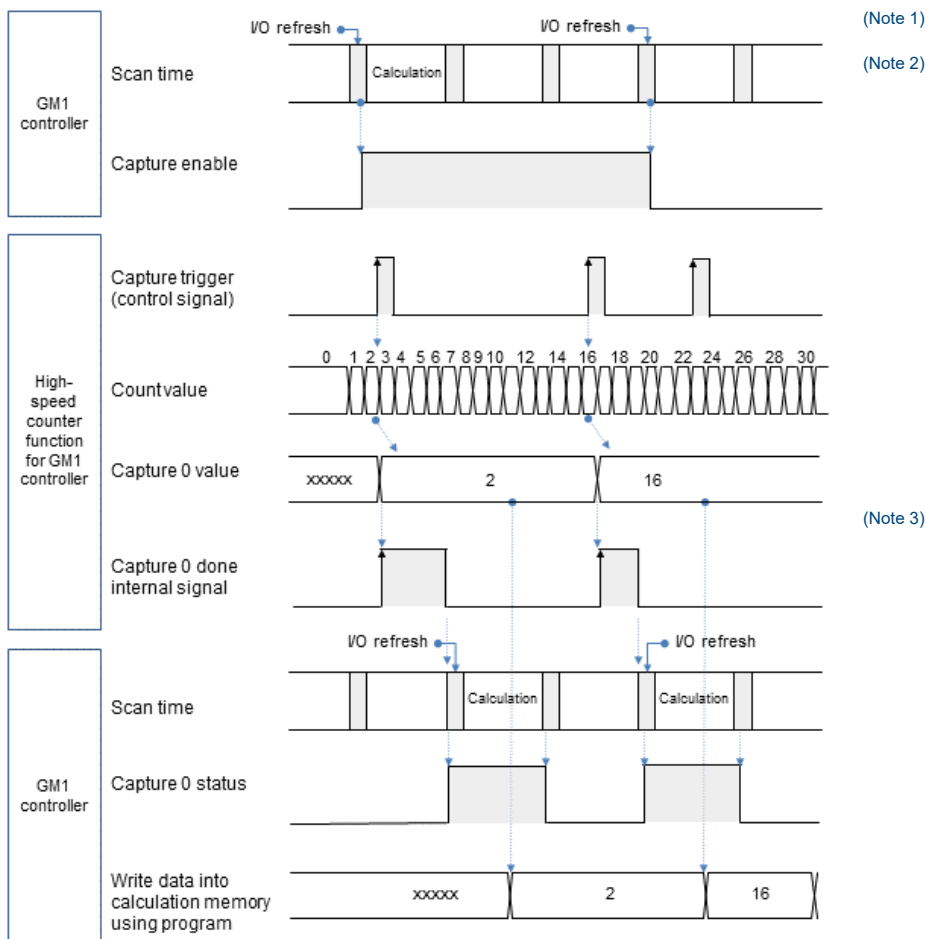 (Note 1)
I/O refresh
I/O refresh
(Note 2)
GM1
controller
Scan time
Calculation
Capture enable
High-
speed
counter
function
for GM1
controller
Capture trigger
(control signal)
0 1 2 3 4 5 6 7 8 9 10 12 14 16 18 20 22 24 26 28 30
Count value
Capture 0 value
xxxxx
2
16
(Note 3)
Capture 0 done
internal signal
I/O refresh
I/O refresh
GM1
controller
Scan time
Calculation
Calculation
Capture 0 status
Write data into
calculation memory
using program
xxxxx
2
16